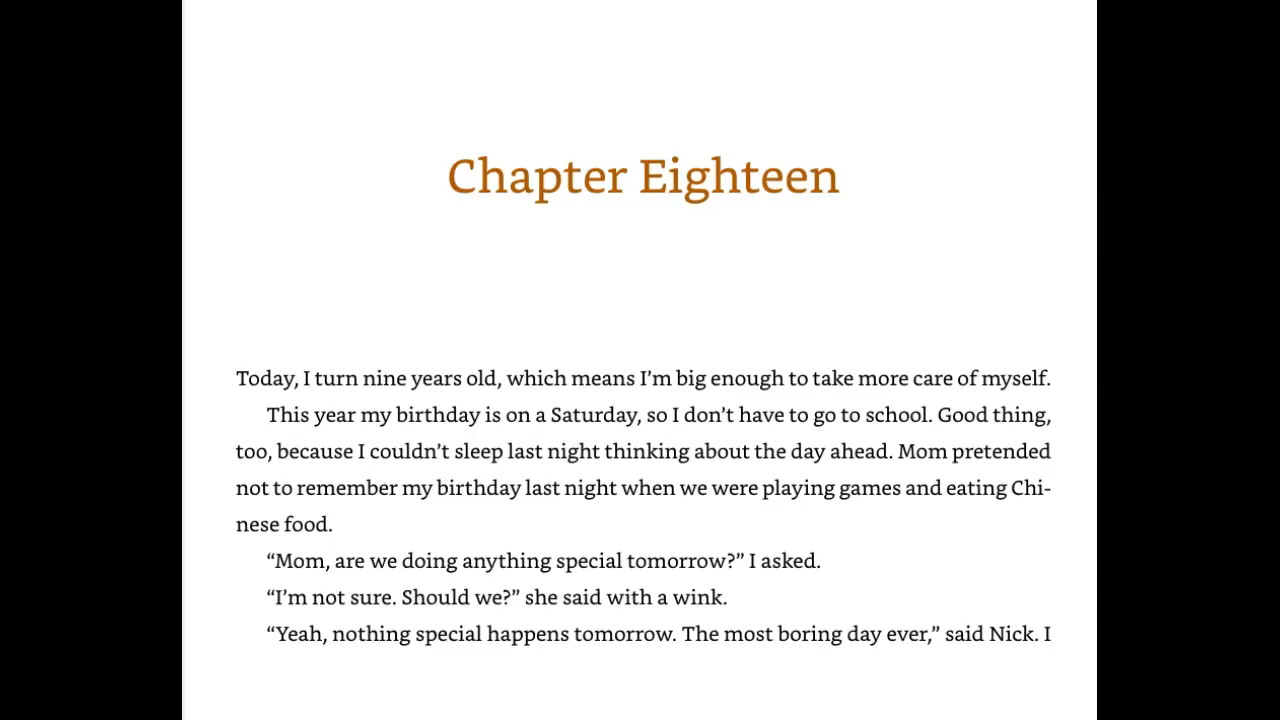 Chapter Eighteen
Today, I turn nine years old, which means I’m big enough to take more care of myself.
This year my birthday is on a Saturday, so I don’t have to go to school. Good thing,
too, because I couldn’t sleep last night thinking about the day ahead. Mom pretended
not to remember my birthday last night when we were playing games and eating Chi-
nese food.
“Mom, are we doing anything special tomorrow?” I asked.
“I’m not sure. Should we?” she said with a wink.
“Yeah, nothing special happens tomorrow. The most boring day ever,” said Nick. I